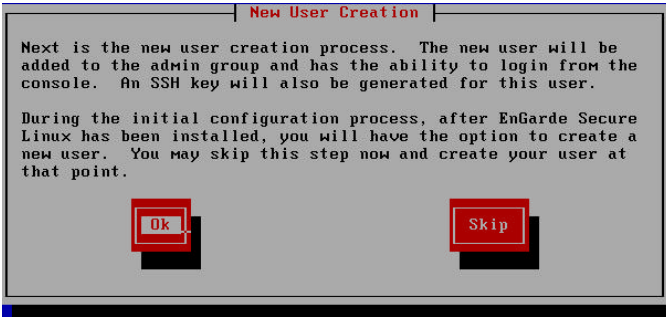 New User Creation
Next is the new user creation process.  The new user will be
added to the admin group and has the ability to login from the
console.  An SSH key will also be generated for this user.
During the initial configuration process, after EnGarde Secure
Linux has been installed, you will have the option to create a
new user.  You may skip this step now and create your user at
that point.
Ok
Skip